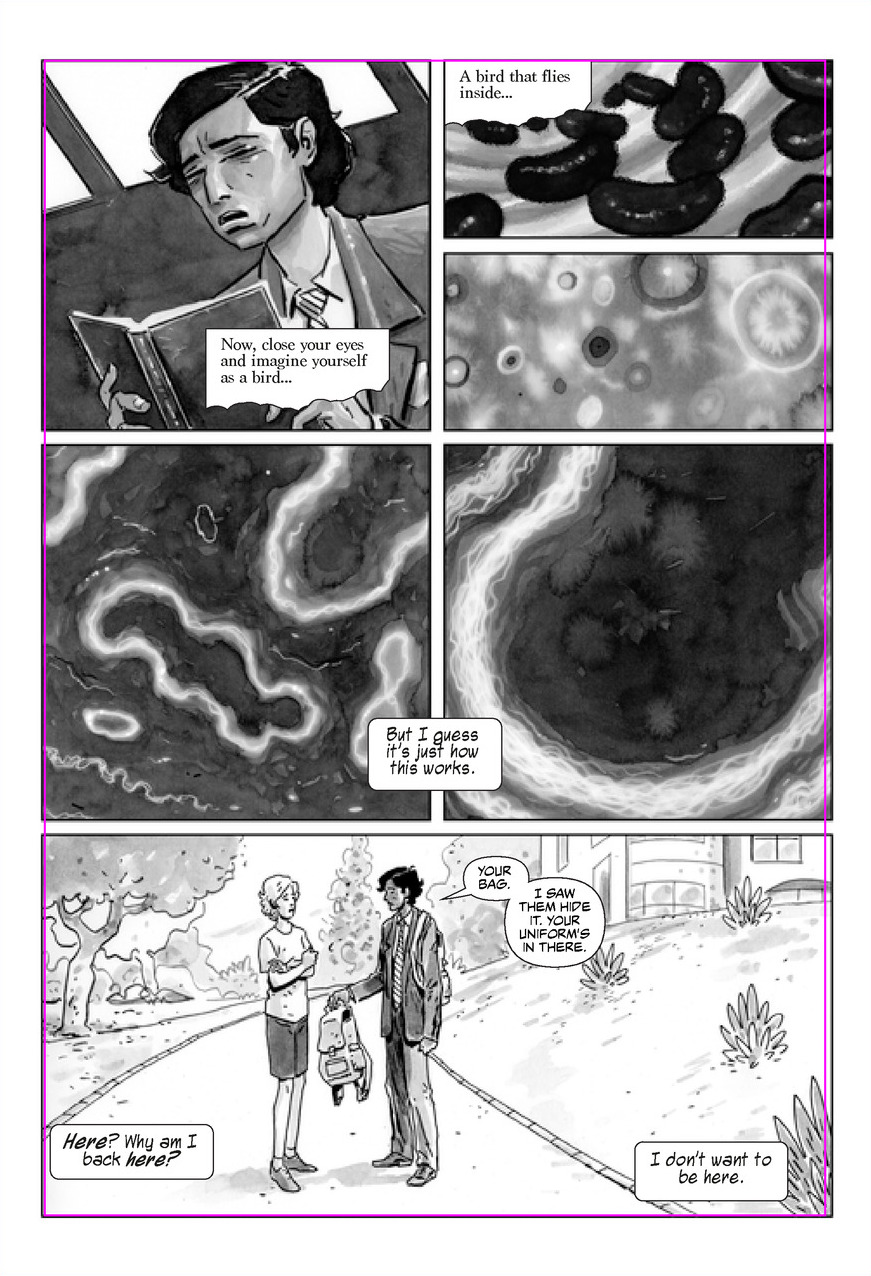 Now, close your eyes
and imagine yourself
as a bird...
A bird that flies
inside...
But I guess
it's just how
this works.
YOUR
BAG.
I SAW
THEM HIDE
IT. YOUR
UNIFORM'S
IN THERE.
Here? Why am I
back here?
I don't want to
be here.